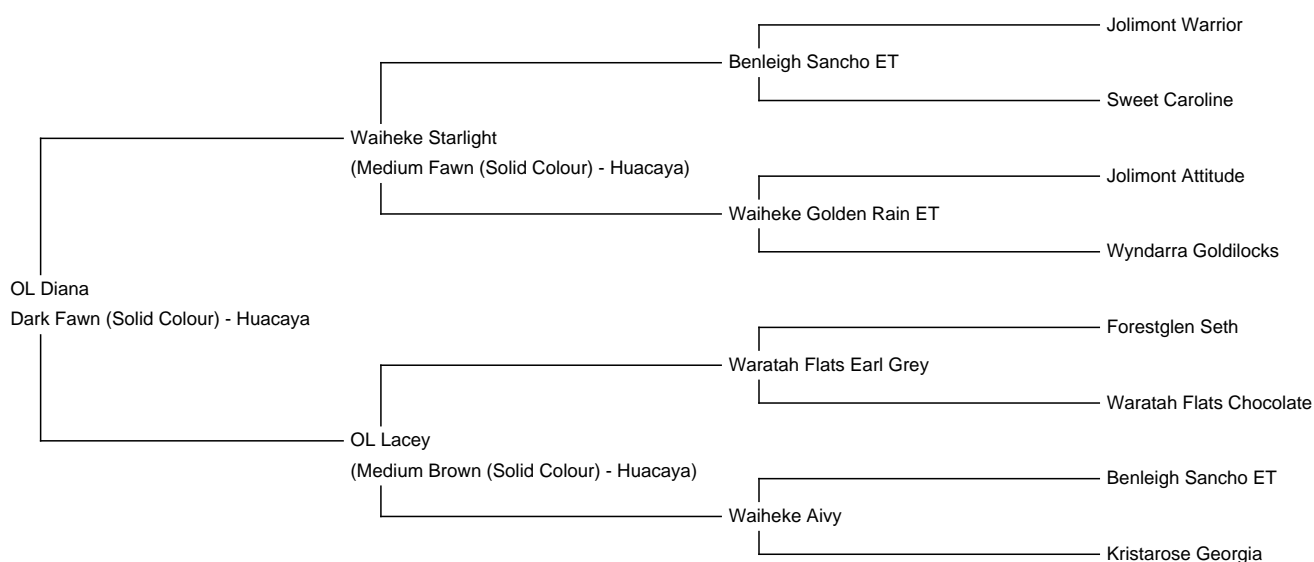 Jolimont Warrior
Benleigh Sancho ET
Sweet Caroline
Waiheke Starlight
(Medium Fawn (Solid Colour) - Huacaya)
Jolimont Attitude
Waiheke Golden Rain ET
Wyndarra Goldilocks
OL Diana
Dark Fawn (Solid Colour) - Huacaya
Forestglen Seth
Waratah Flats Earl Grey
Waratah Flats Chocolate
OL Lacey
(Medium Brown (Solid Colour) - Huacaya)
Benleigh Sancho ET
Waiheke Aivy
Kristarose Georgia